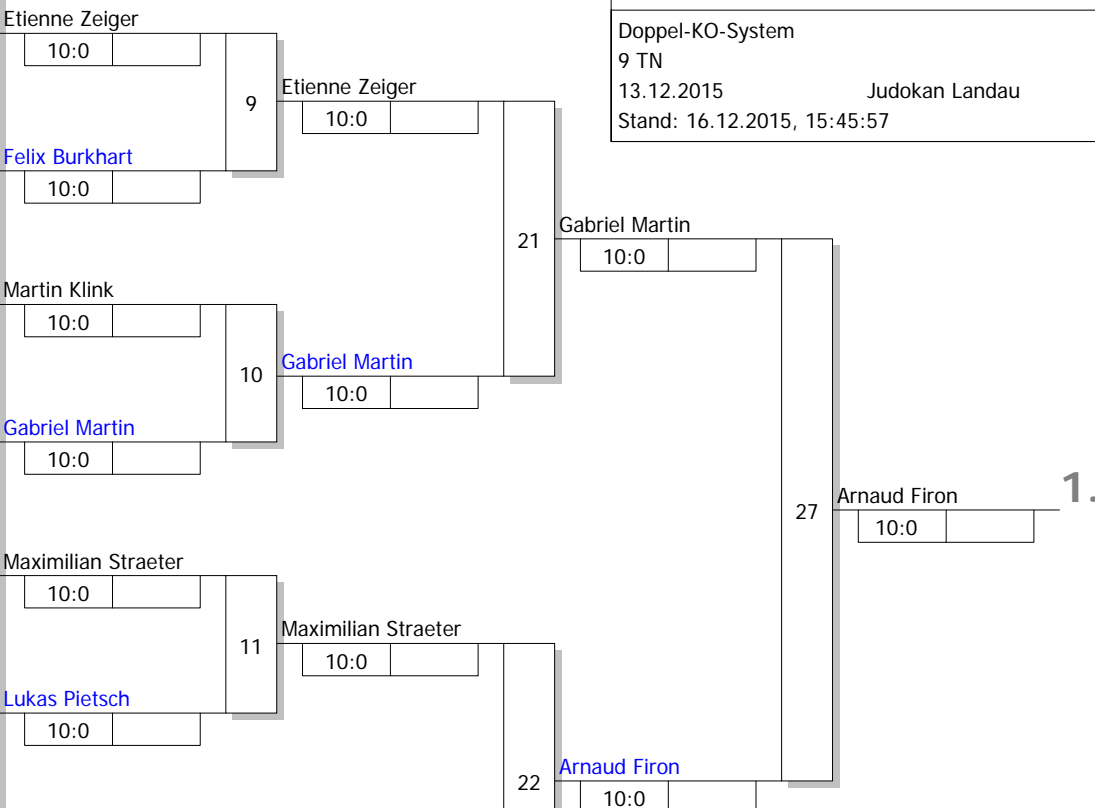 Etienne Zeiger
10:0
9
Felix Burkhart
10:0
Etienne Zeiger
10:0
Martin Klink
10:0
10
Gabriel Martin
10:0
Gabriel Martin
10:0
21
Gabriel Martin
10:0
Maximilian Straeter
10:0
11
Lukas Pietsch
10:0
Maximilian Straeter
10:0
22
Arnaud Firon
10:0
27
Arnaud Firon
10:0
1.
Doppel-KO-System
9 TN
13.12.2015 Judokan Landau
Stand: 16.12.2015, 15:45:57